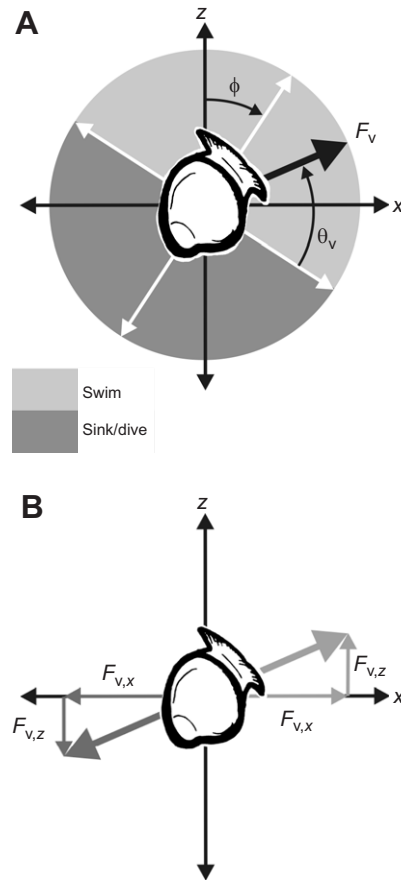 A
z
ϕ
Fv
x
θv
Swim
Sink/dive
B
z
Fv,x
Fv,z
x
Fv,z
Fv,x